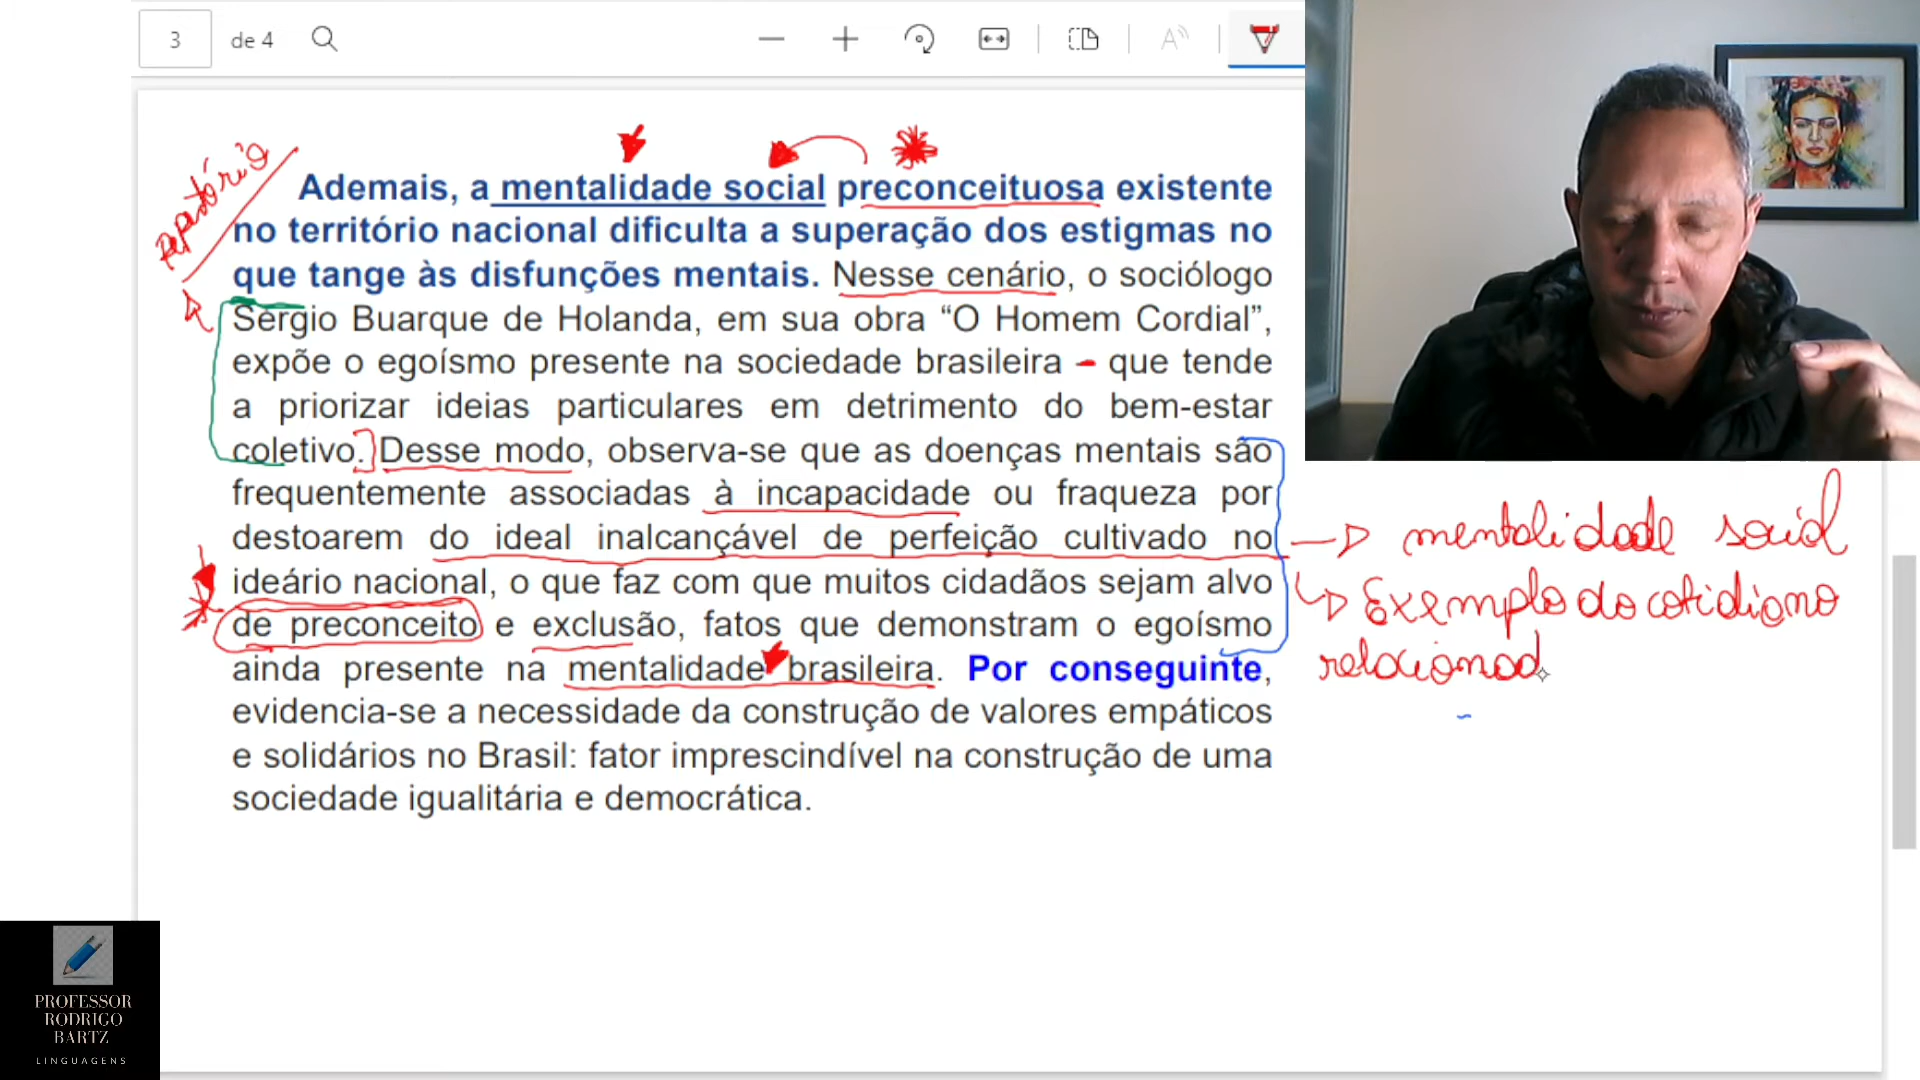 3 de 4
repertório
Ademais, a mentalidade social preconceituosa existente
no território nacional dificulta a superação dos estigmas no
que tange às disfunções mentais. Nesse cenário, o sociólogo
Sérgio Buarque de Holanda, em sua obra “O Homem Cordial”,
expõe o egoísmo presente na sociedade brasileira - que tende
a priorizar ideias particulares em detrimento do bem-estar
coletivo. Desse modo, observa-se que as doenças mentais são
frequentemente associadas à incapacidade ou fraqueza por
destoarem do ideal inalcançável de perfeição cultivado no
ideário nacional, o que faz com que muitos cidadãos sejam alvo
de preconceito e exclusão, fatos que demonstram o egoísmo
ainda presente na mentalidade brasileira. Por conseguinte,
evidencia-se a necessidade da construção de valores empáticos
e solidários no Brasil: fator imprescindível na construção de uma
sociedade igualitária e democrática.
mentalidade social
Exemplo do cotidiano
relacionad
PROFESSOR
RODRIGO
BARTZ
LINGUAGENS